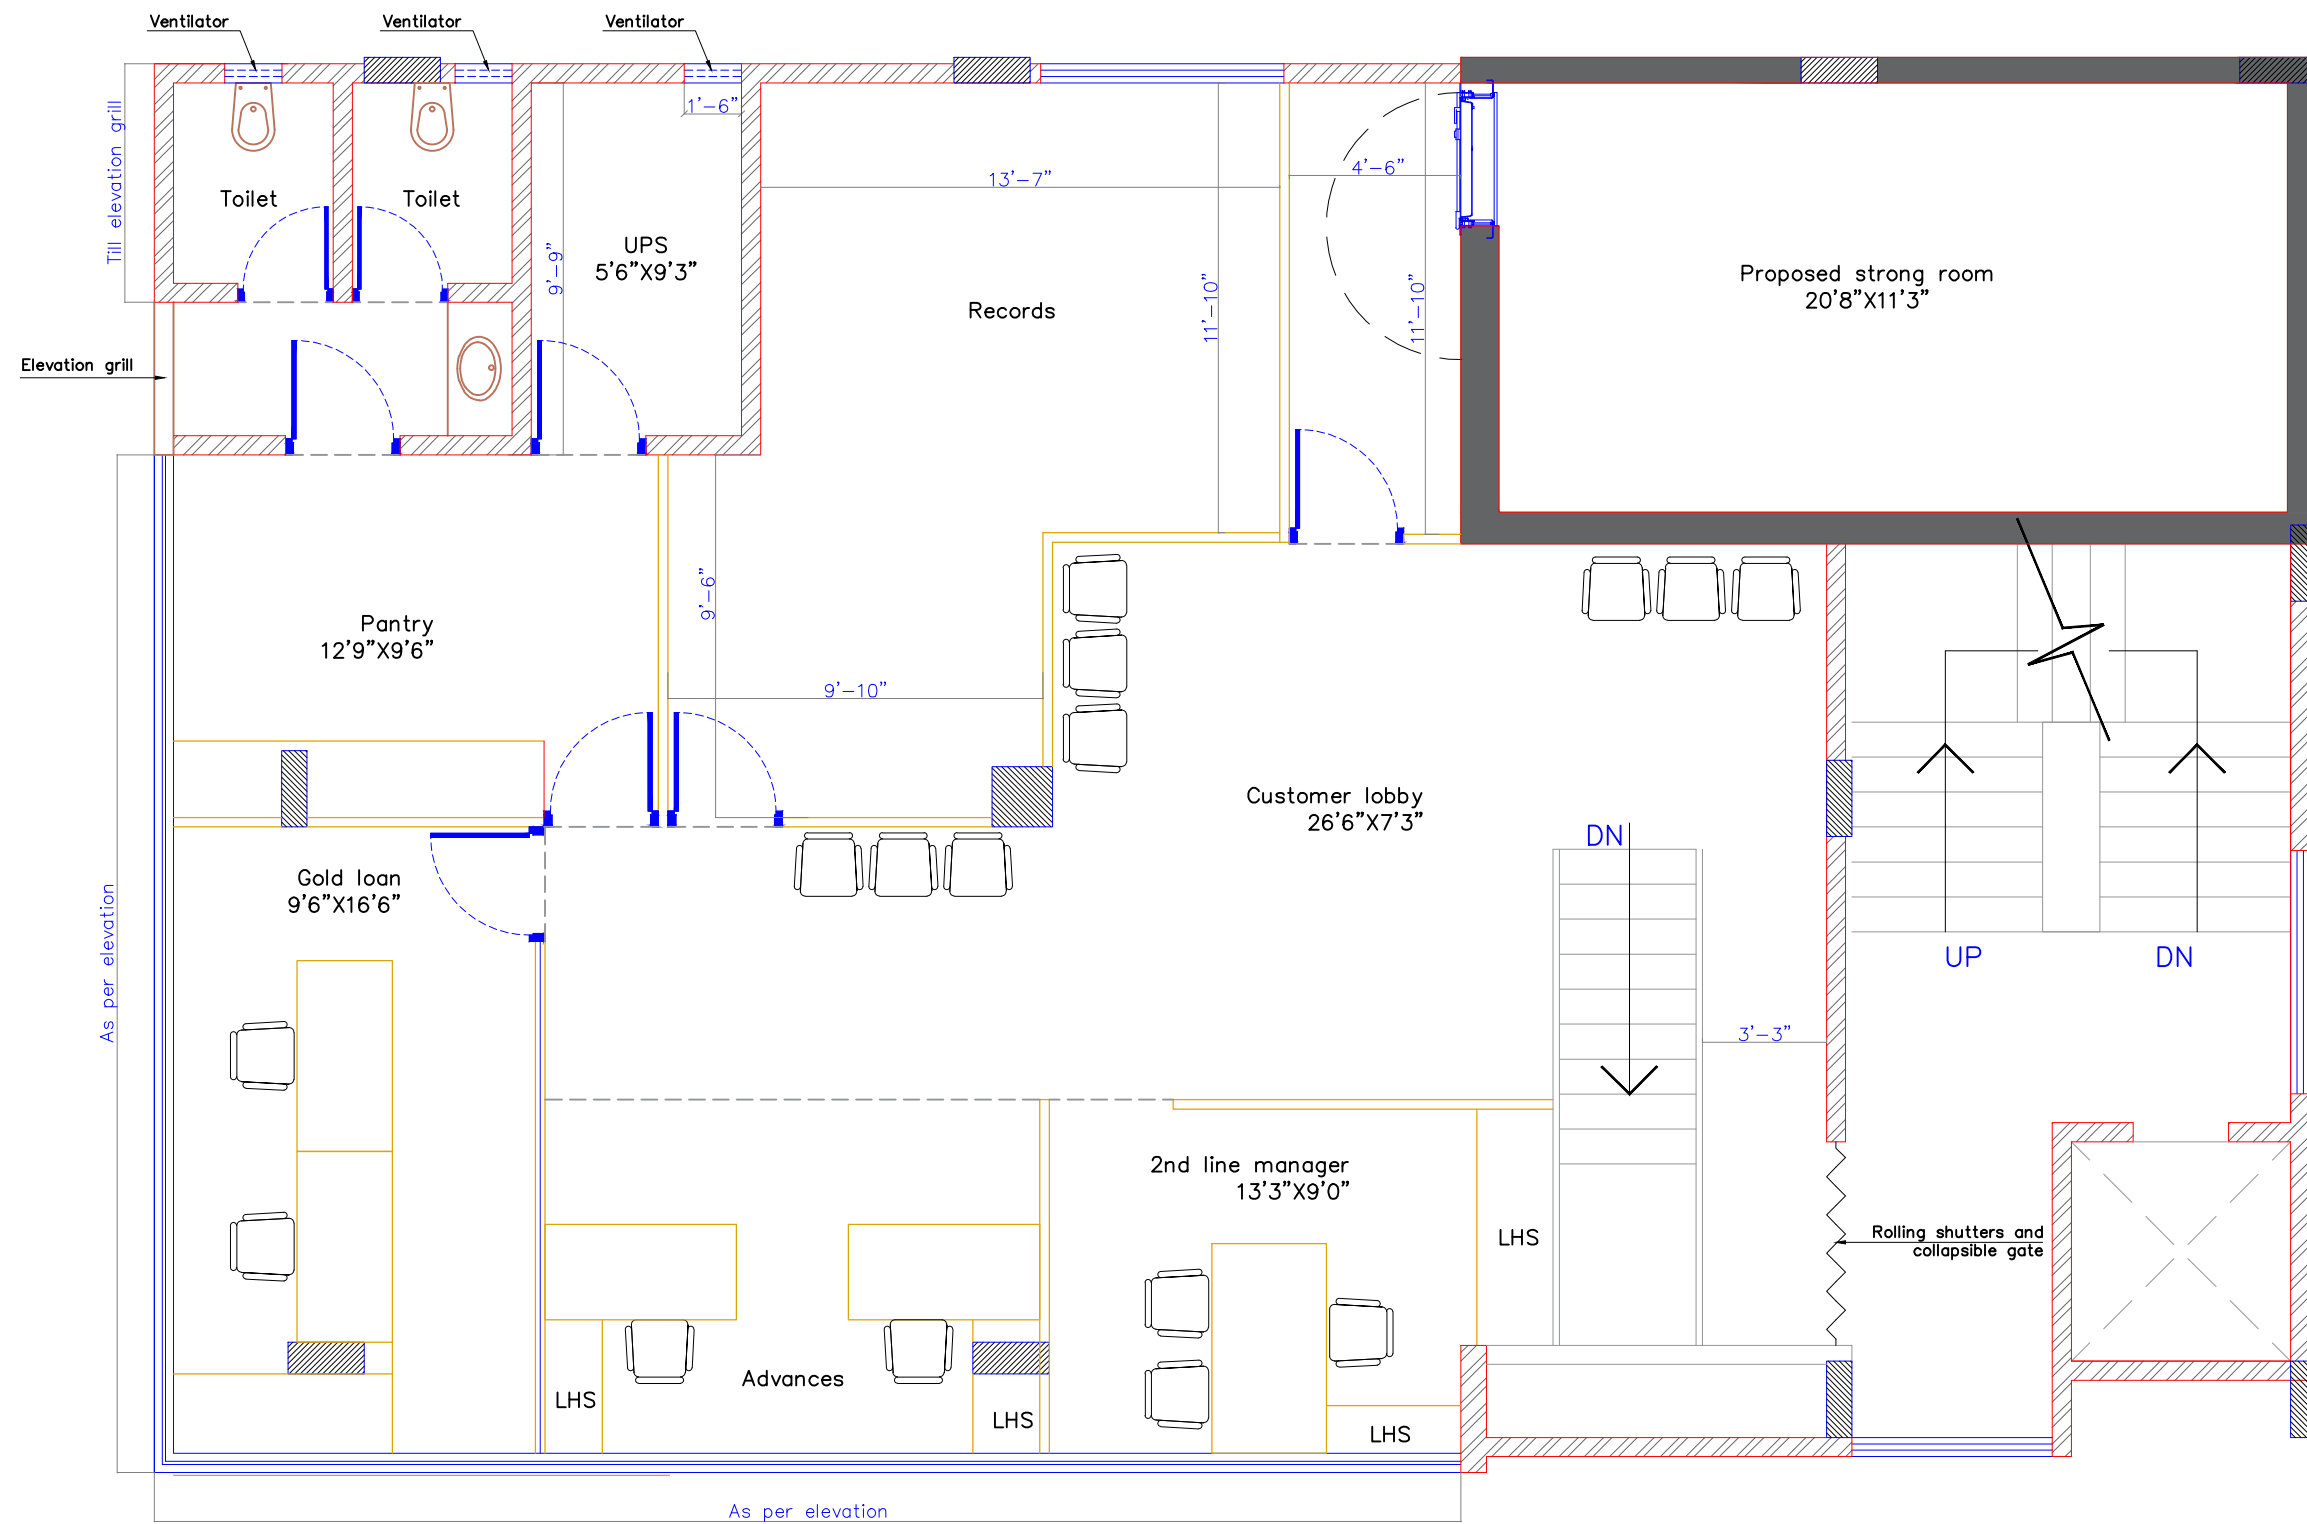 Ventilator
Ventilator
Ventilator
1'-6"
Till elevation grill
Toilet
Toilet
UPS
5'6"X9'3"
9'-9"
13'-7"
4'-6"
Records
11'-10"
11'-10"
Proposed strong room
20'8"X11'3"
Elevation grill
Pantry
12'9"X9'6"
9'-6"
9'-10"
Customer lobby
26'6"X7'3"
DN
Gold loan
9'6"X16'6"
As per elevation
UP
DN
3'-3"
2nd line manager
13'3"X9'0"
LHS
Rolling shutters and
collapsible gate
Advances
LHS
LHS
LHS
As per elevation